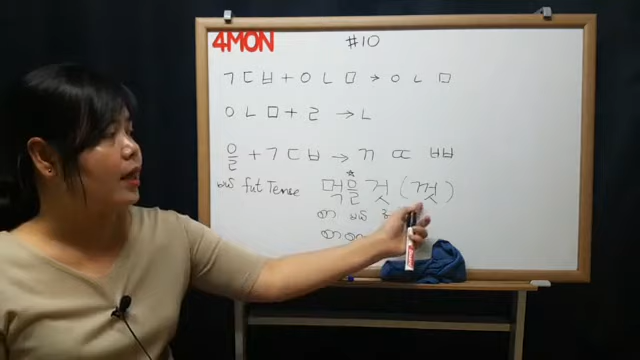 4MON #10
ㄱㄷㅂ+ㅇㄴㅁ→ㅇㄴㅁ
ㅇㄴㅁ+ㄹ→ㄴ
을+ㄱㄷㅂ→ㄲ ㄸ ㅃ
fut Tense 먹을것(껏)